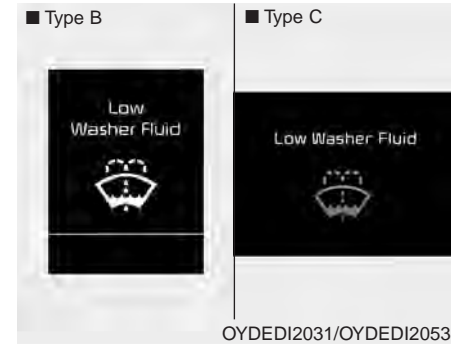 ■ Type B
■ Type C
Low
Washer Fluid
Low Washer Fluid
OYDEDI2031/OYDEDI2053